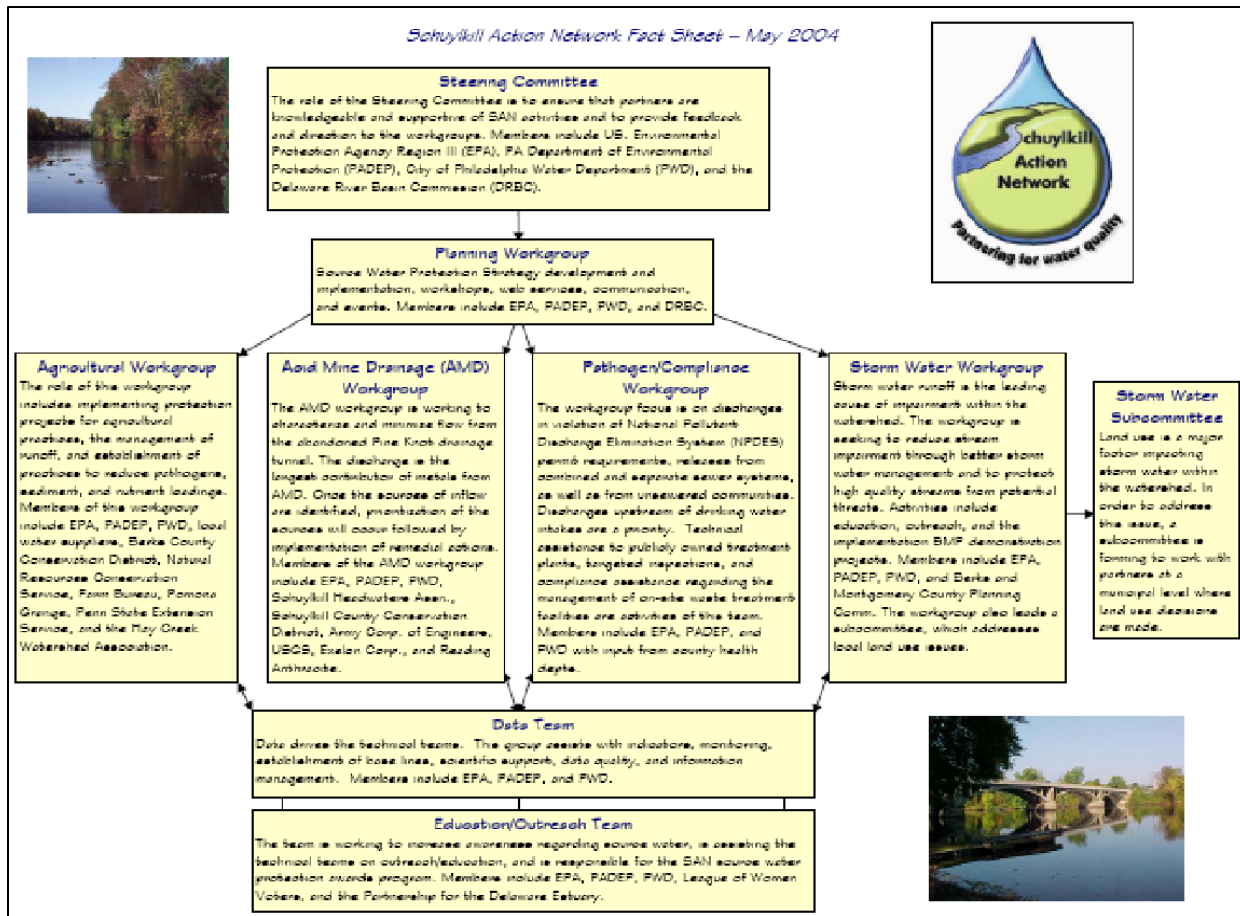 Schuylkill Action Network Fact Sheet – May 2004
Schuylkill
Action
Network
Partnering for water quality
Steering Committee
The role of the Steering Committee is to ensure that partners are
knowledgeable and supportive of SAN activities and to provide feedback
and direction to the workgroups. Members include US. Environmental
Protection Agency Region III (EPA), PA Department of Environmental
Protection (PADEP), City of Philadelphia Water Department (PWD), and the
Delaware River Basin Commission (DRBC).
Planning Workgroup
Source Water Protection Strategy development and
implementation, workshops, web services, communication,
and events. Members include EPA, PADEP, PWD, and DRBC.
Agricultural Workgroup
The role of this workgroup
includes implementing protection
projects for agricultural
practices, the management of
runoff, and establishment of
practices to reduce pathogens,
sediment, and nutrient loadings.
Members of this workgroup
include EPA, PADEP, PWD, local
water suppliers, Berks County
Conservation District, Natural
Resources Conservation
Service, Farm Bureau, Pomona
Grange, Penn State Extension
Service, and the Hay Creek
Watershed Association.
Acid Mine Drainage (AMD)
Workgroup
The AMD workgroup is working to
characterize and minimize flow from
the abandoned Pine Knot drainage
tunnel. The discharge is the
largest contributor of metals from
AMD. Once the sources of inflow
are identified, prioritization of the
sources will occur followed by
implementation of remedial actions.
Members of the AMD workgroup
include EPA, PADEP, PWD,
Schuylkill Headwaters Assn.,
Schuylkill County Conservation
District, Army Corp. of Engineers,
USGS, Exelon Corp., and Reading
Anthracite.
Pathogen/Compliance
Workgroup
The workgroup focus is on discharges
in violation of National Pollutant
Discharge Elimination System (NPDES)
permit requirements, releases from
combined and separate sewer systems,
as well as from unsewered communities.
Discharges upstream of drinking water
intakes are a priority. Technical
assistance to publicly owned treatment
plants, targeted inspections, and
compliance assistance regarding the
management of on-site waste treatment
facilities are activities of this team.
Members include EPA, PADEP, and
PWD with input from county health
depts.
Storm Water Workgroup
Storm water runoff is the leading
cause of impairment within the
watershed. The workgroup is
seeking to reduce stream
impairment through better storm
water management and to protect
high quality streams from potential
threats. Activities include
education, outreach, and the
implementation BMP demonstration
projects. Members include EPA,
PADEP, PWD, and Berks and
Montgomery County Planning
Comm. The workgroup also leads a
subcommittee, which addresses
local land use issues.
Storm Water
Subcommittee
Land use is a major
factor impacting
storm water within
the watershed. In
order to address
this issue, a
subcommittee is
forming to work with
partners at a
municipal level where
land use decisions
are made.
Data Team
Data drives the technical teams. This group assists with indicators, monitoring,
establishment of base lines, scientific support, data quality, and information
management. Members include EPA, PADEP, and PWD.
Education/Outreach Team
The team is working to increase awareness regarding source water, is assisting the
technical teams on outreach/education, and is responsible for the SAN source water
protection awards program. Members include EPA, PADEP, PWD, League of Women
Voters, and the Partnership for the Delaware Estuary.